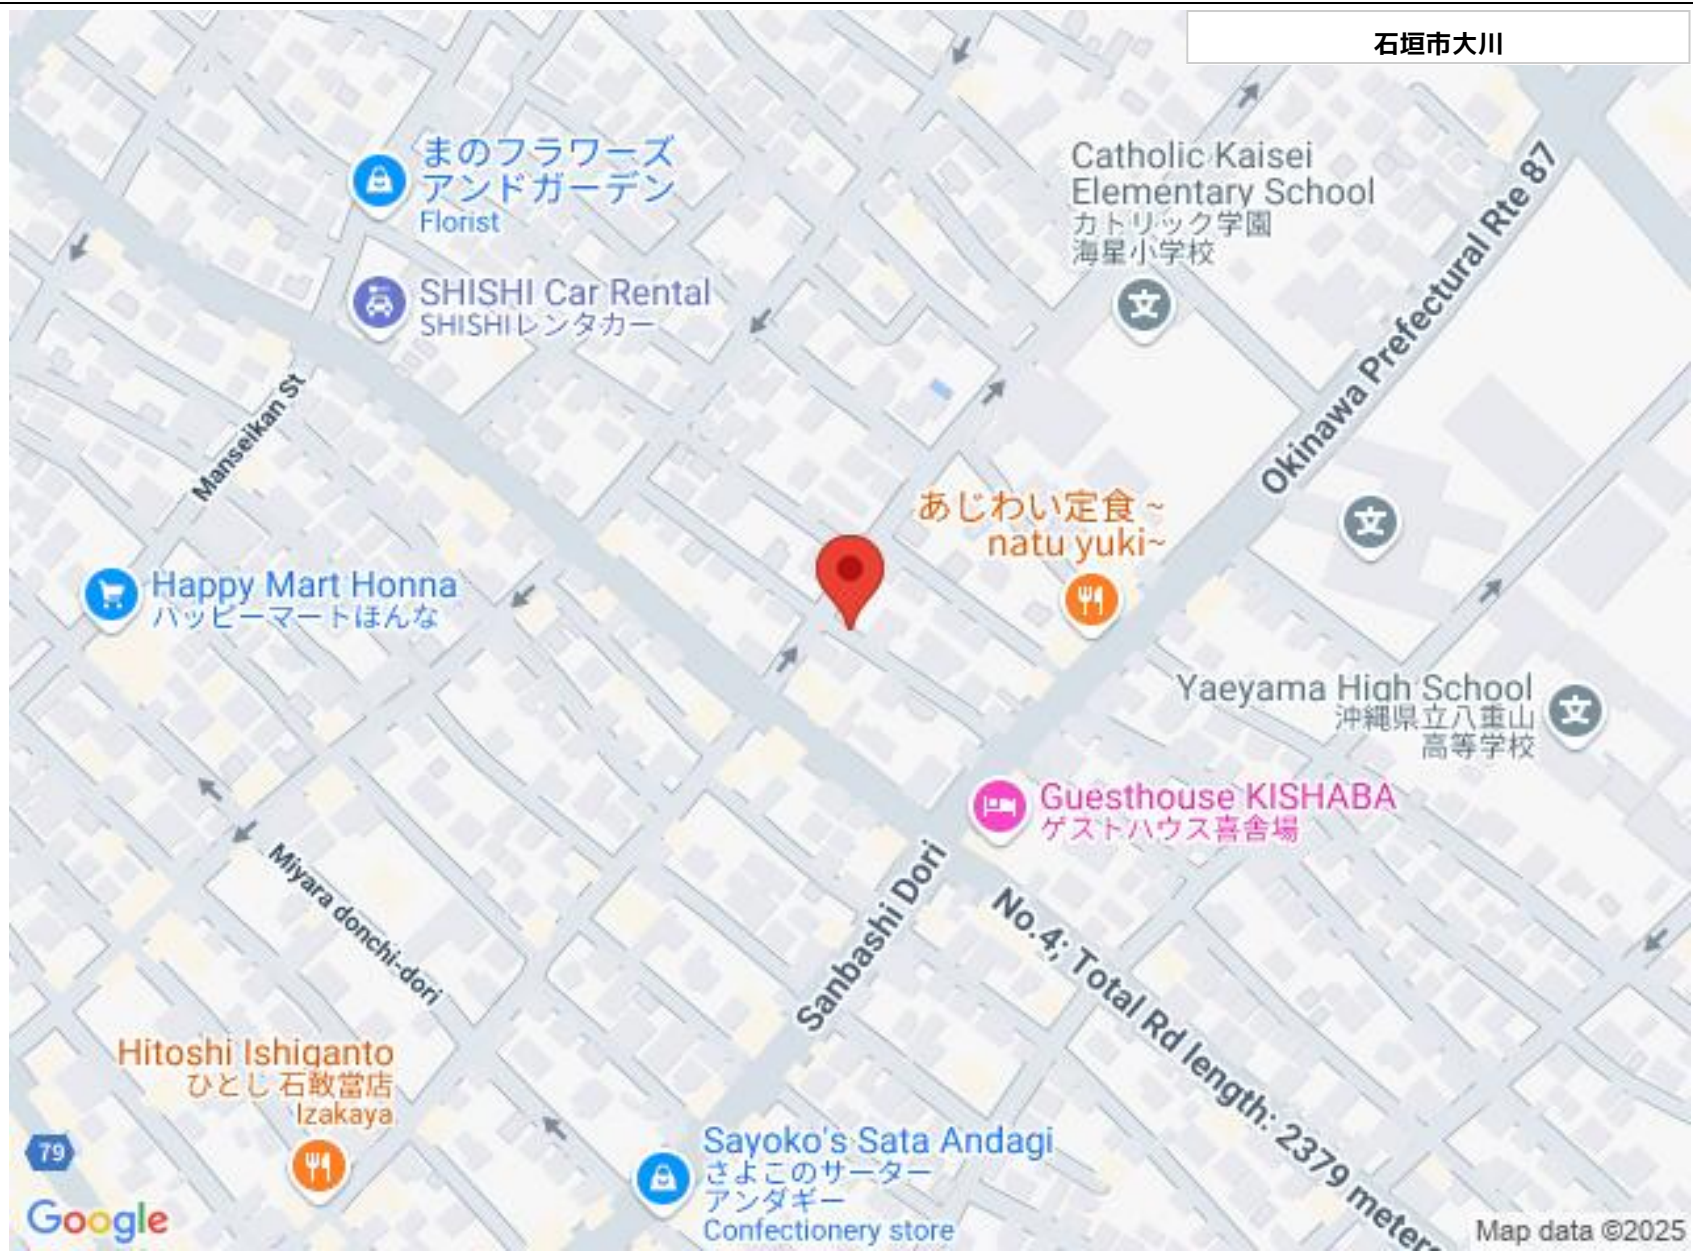 石垣市大川
まのフラワーズ
アンドガーデン
Florist
Catholic Kaisei
Elementary School
カトリック学園
海星小学校
Okinawa Prefectural Rte 87
SHISHI Car Rental
SHISHIレンタカー
Manseikan St
あじわい定食 ~
natu yuki~
Happy Mart Honna
ハッピーマートほんな
Yaeyama High School
沖縄県立八重山
高等学校
Guesthouse KISHABA
ゲストハウス喜舎場
Miyara donchi-dori
Sanbashi Dori
No.4; Total Rd length: 2379 meters
Hitoshi Ishiganto
ひとし 石敢當店
Izakaya
79
Sayoko's Sata Andagi
さよこのサーター
アンダギー
Confectionery store
Google
Map data ©2025